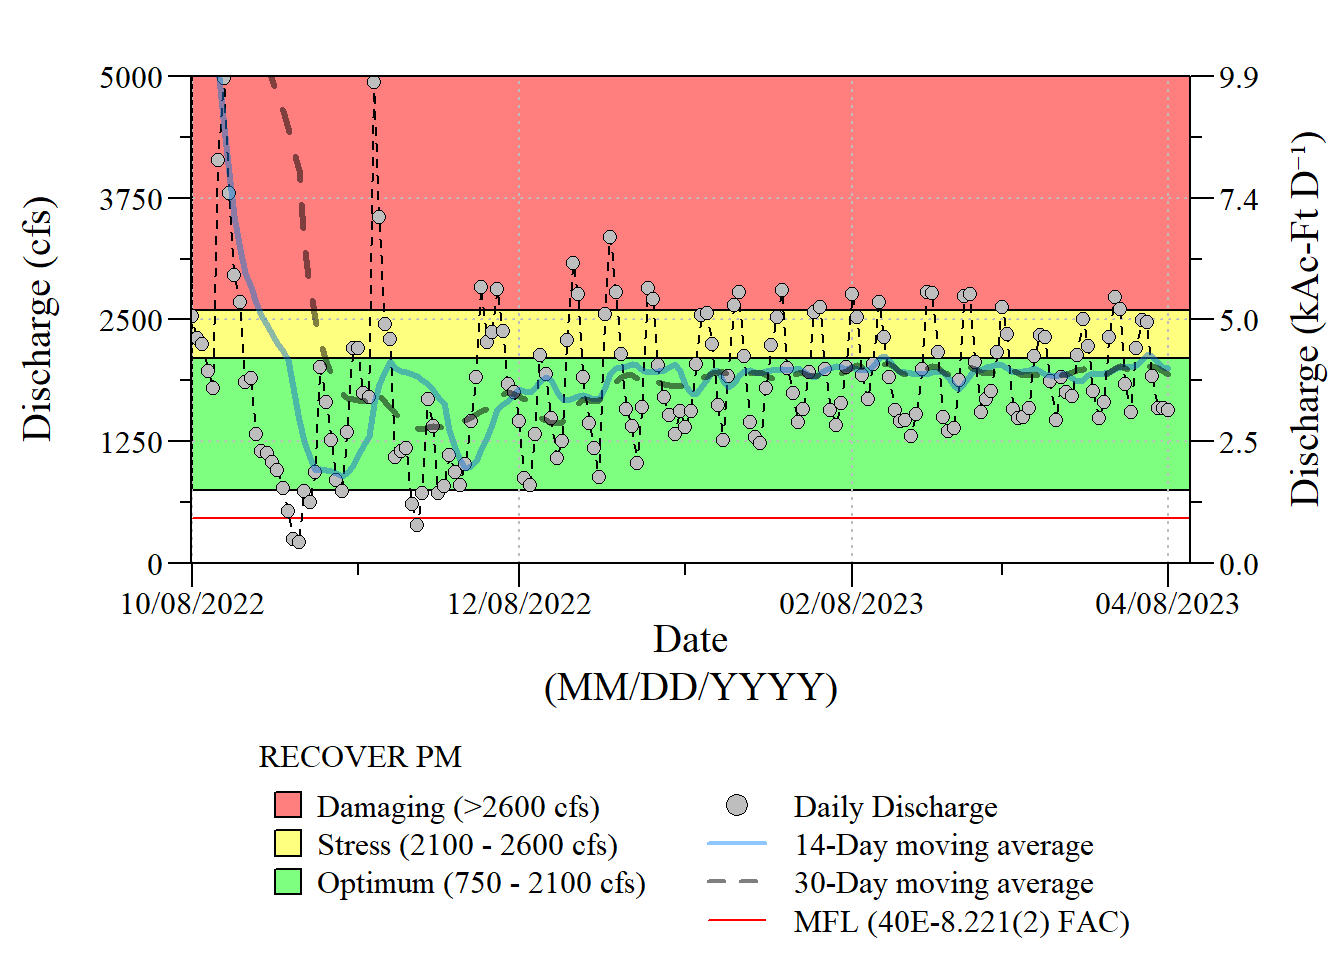 5000
3750
2500
1250
0
Discharge (cfs)
9.9
7.4
5.0
2.5
0.0
Discharge (kAc-Ft D⁻¹)
10/08/2022 12/08/2022 02/08/2023 04/08/2023
Date
(MM/DD/YYYY)
RECOVER PM
Damaging (>2600 cfs)
Stress (2100 - 2600 cfs)
Optimum (750 - 2100 cfs)
Daily Discharge
14-Day moving average
30-Day moving average
MFL (40E-8.221(2) FAC)